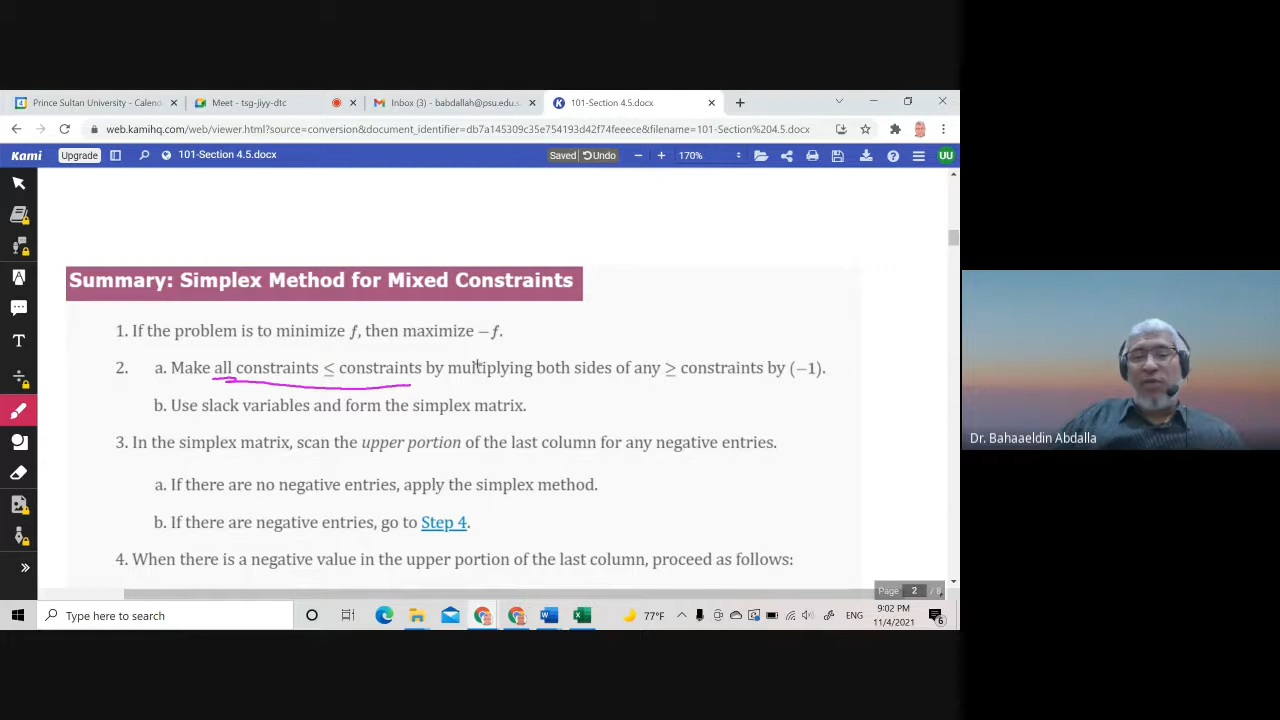 Prince Sultan University - Calend
Meet - tsg-jiyy-dtc
Inbox (3) - babdallah@psu.edu.s
101-Section 4.5.docx
web.kamihq.com/web/viewer.html?source=conversion&document_identifier=db7a145309c35e754193d42f74feeece&filename=101-Section%204.5.docx
Kami
Upgrade
101-Section 4.5.docx
Saved
Undo
170%
UU
Summary: Simplex Method for Mixed Constraints
1. If the problem is to minimize f, then maximize −f.
2. a. Make all constraints ≤ constraints by multiplying both sides of any ≥ constraints by (−1).
b. Use slack variables and form the simplex matrix.
3. In the simplex matrix, scan the upper portion of the last column for any negative entries.
a. If there are no negative entries, apply the simplex method.
b. If there are negative entries, go to Step 4.
4. When there is a negative value in the upper portion of the last column, proceed as follows:
Page 2 / 8
Dr. Bahaaeldin Abdalla
Type here to search
77°F
ENG
9:02 PM
11/4/2021
6